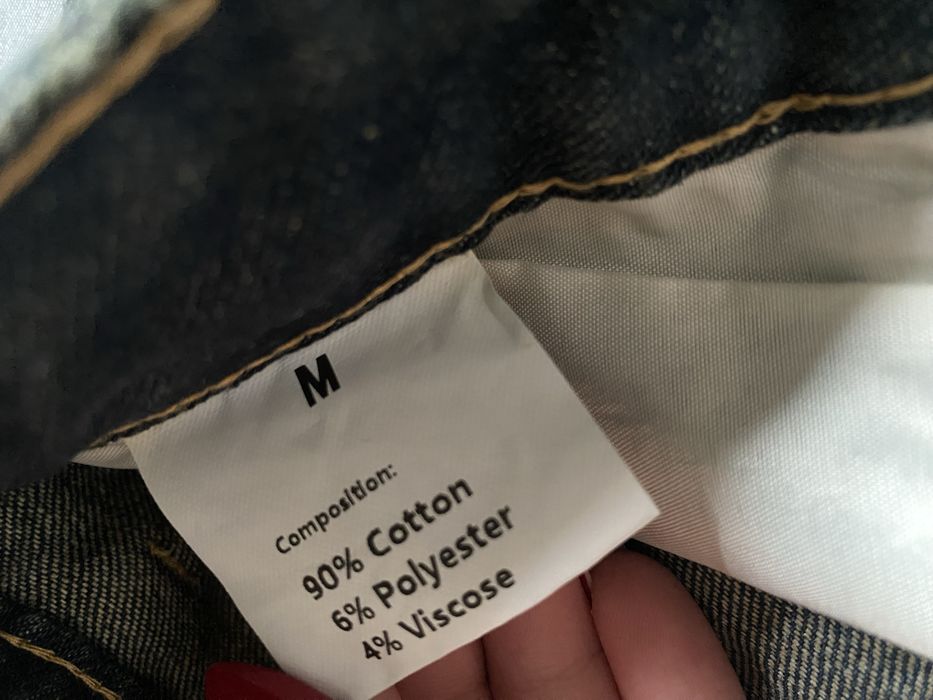 M
Composition:
90% Cotton
6% Polyester
4% Viscose